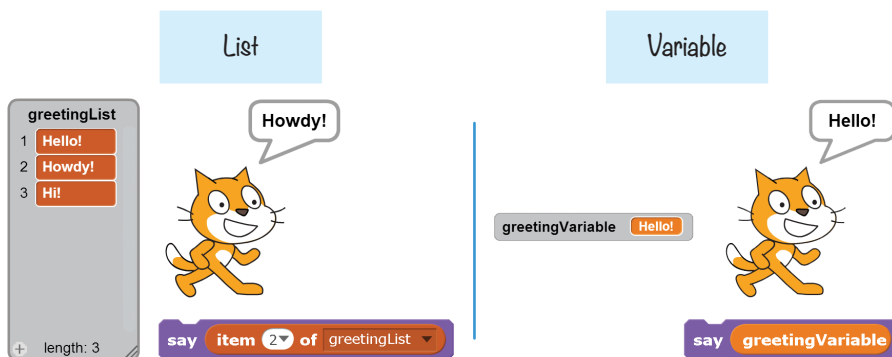 List
Variable
greetingList
1 Hello!
2 Howdy!
3 Hi!
+ length: 3
Howdy!
say item 2 of greetingList
greetingVariable Hello!
Hello!
say greetingVariable